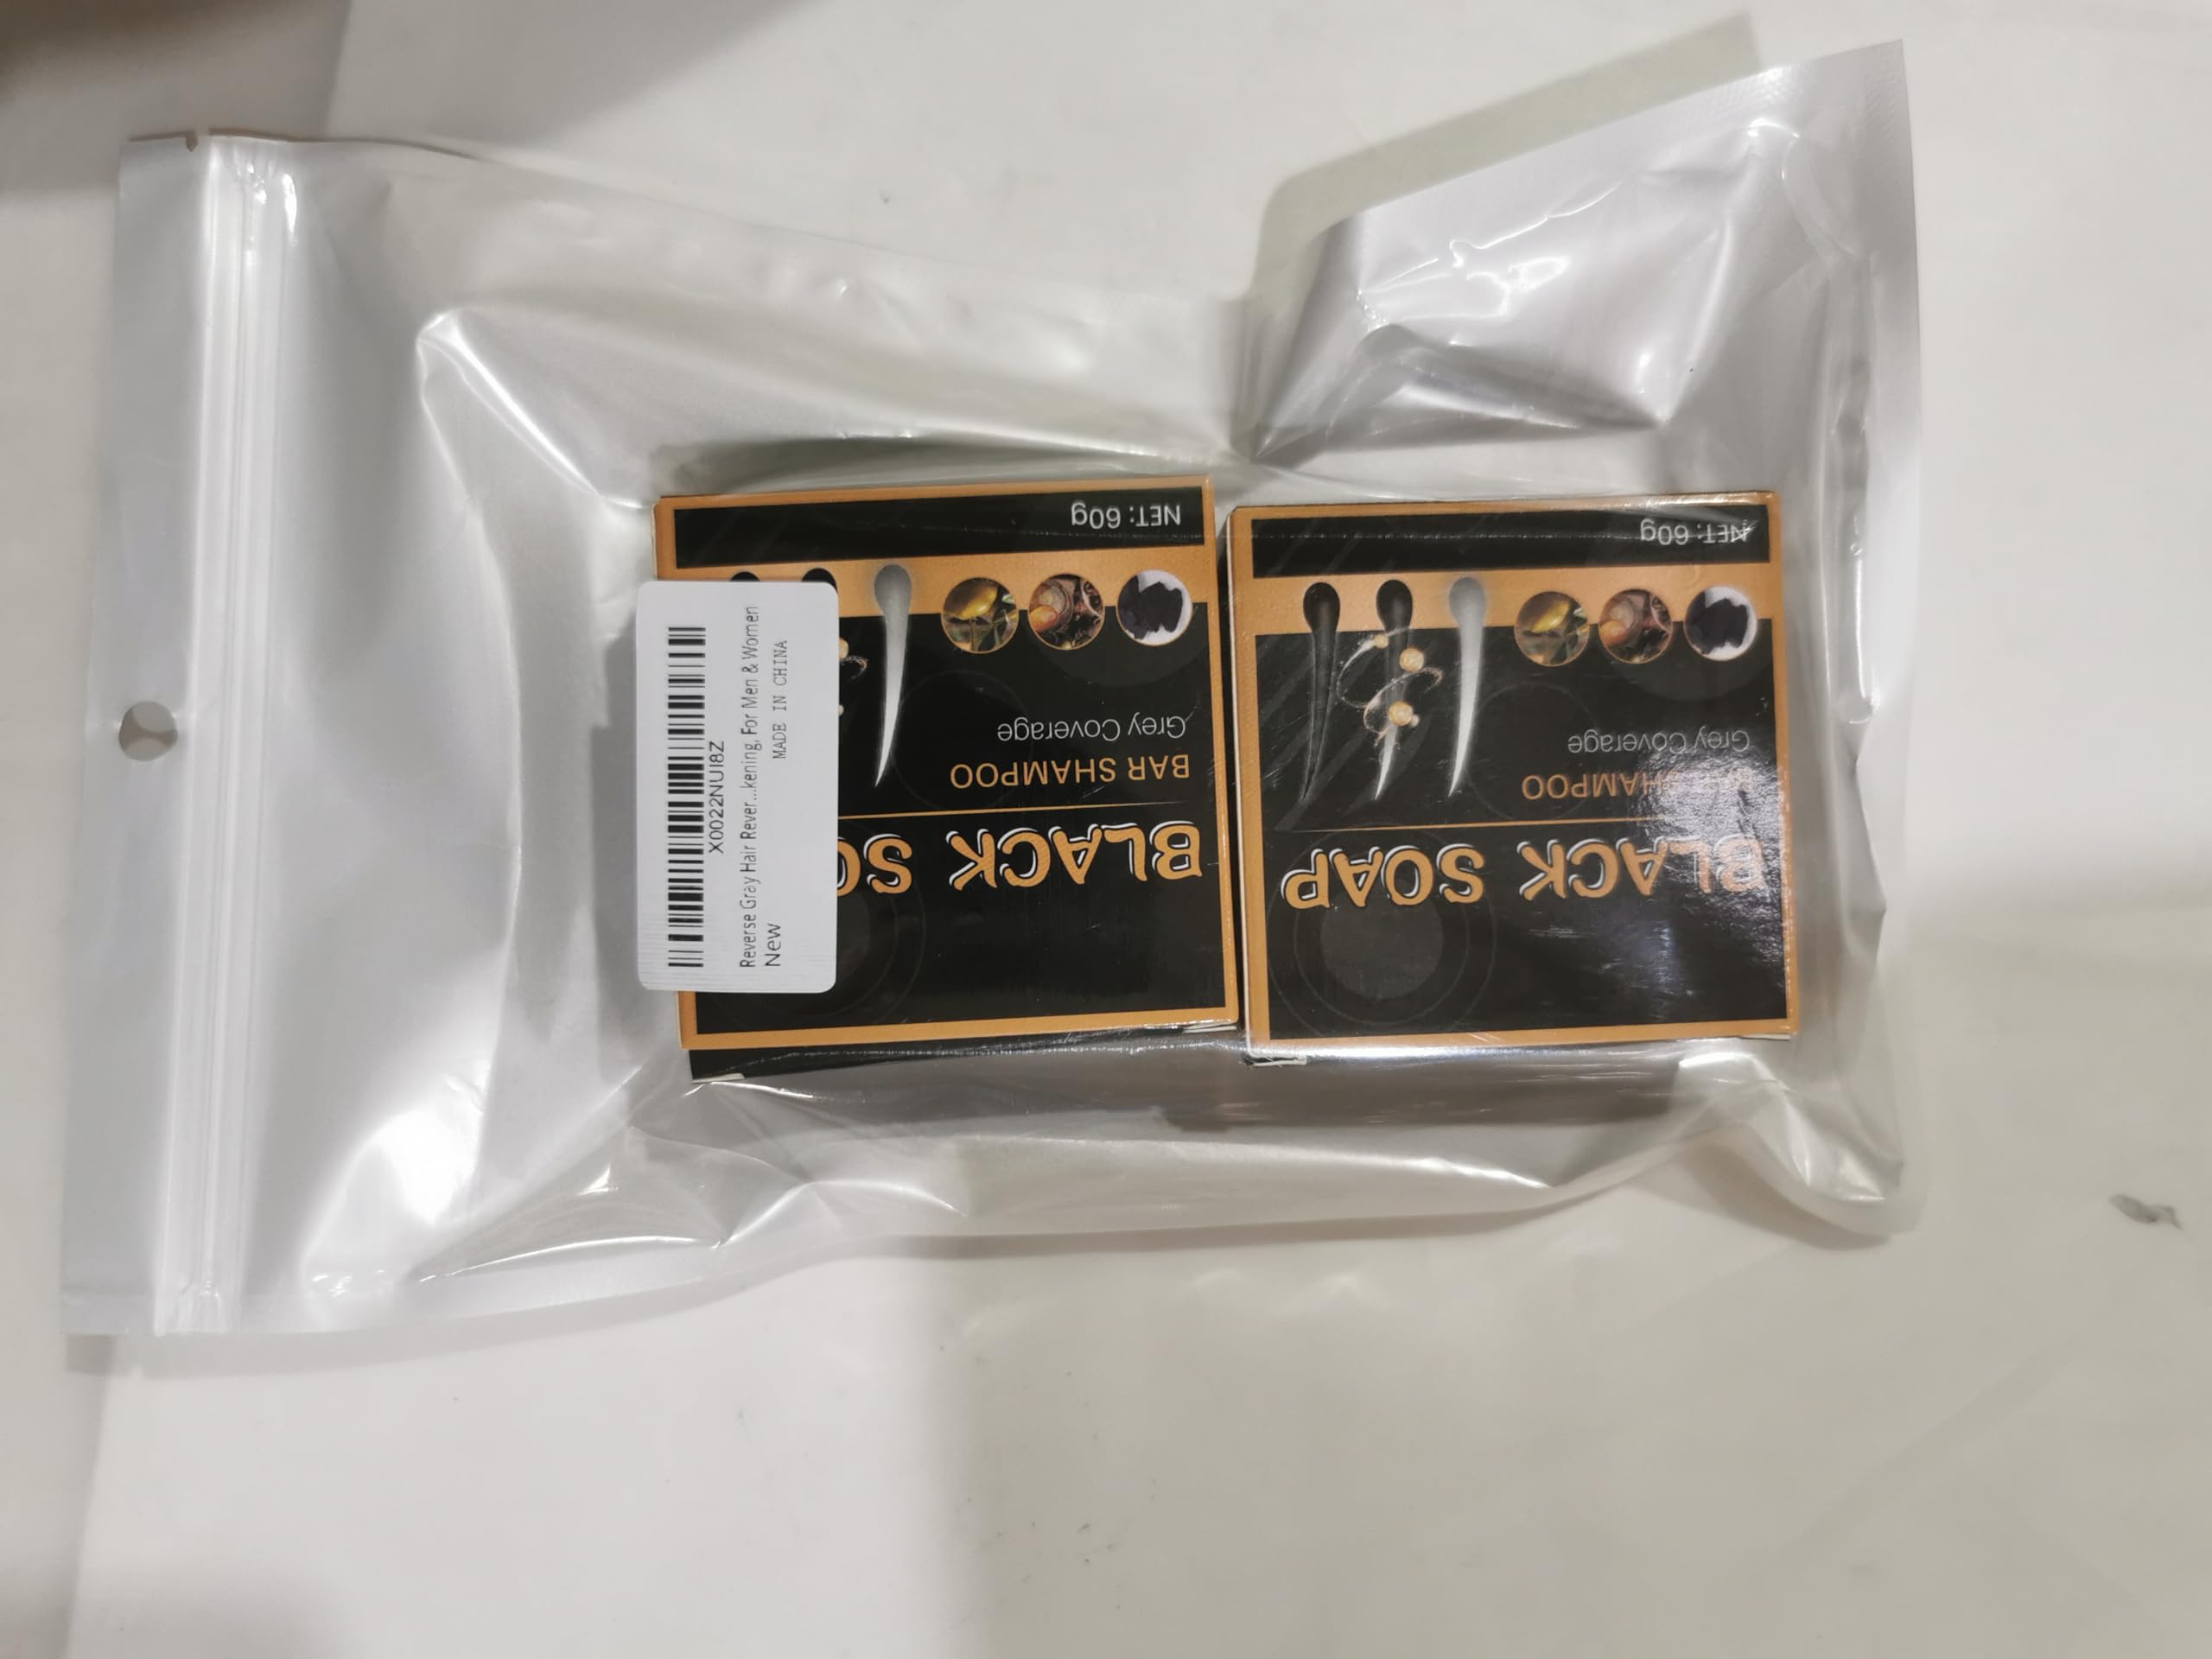 X0022NUI8Z
Reverse Gray Hair Rever...kening, For Men & Women
New
MADE IN CHINA
BLACK SO
BAR SHAMPOO
Grey Coverage
NET: 60g
BLACK SOAP
BAR SHAMPOO
Grey Coverage
NET: 60g